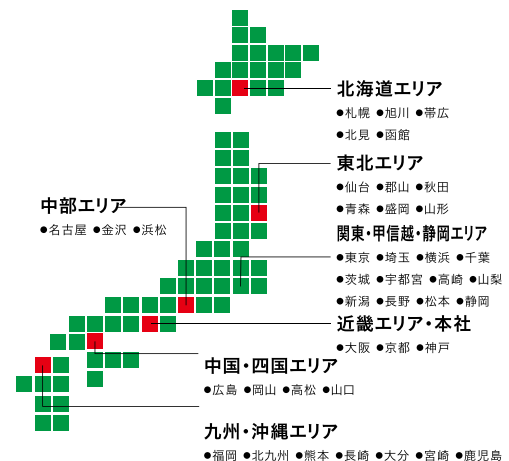 北海道エリア
●札幌 ●旭川 ●帯広
●北見 ●函館
東北エリア
●仙台 ●郡山 ●秋田
●青森 ●盛岡 ●山形
中部エリア
●名古屋 ●金沢 ●浜松
関東・甲信越・静岡エリア
●東京 ●埼玉 ●横浜 ●千葉
●茨城 ●宇都宮 ●高崎 ●山梨
●新潟 ●長野 ●松本 ●静岡
近畿エリア・本社
●大阪 ●京都 ●神戸
中国・四国エリア
●広島 ●岡山 ●高松 ●山口
九州・沖縄エリア
●福岡 ●北九州 ●熊本 ●長崎 ●大分 ●宮崎 ●鹿児島